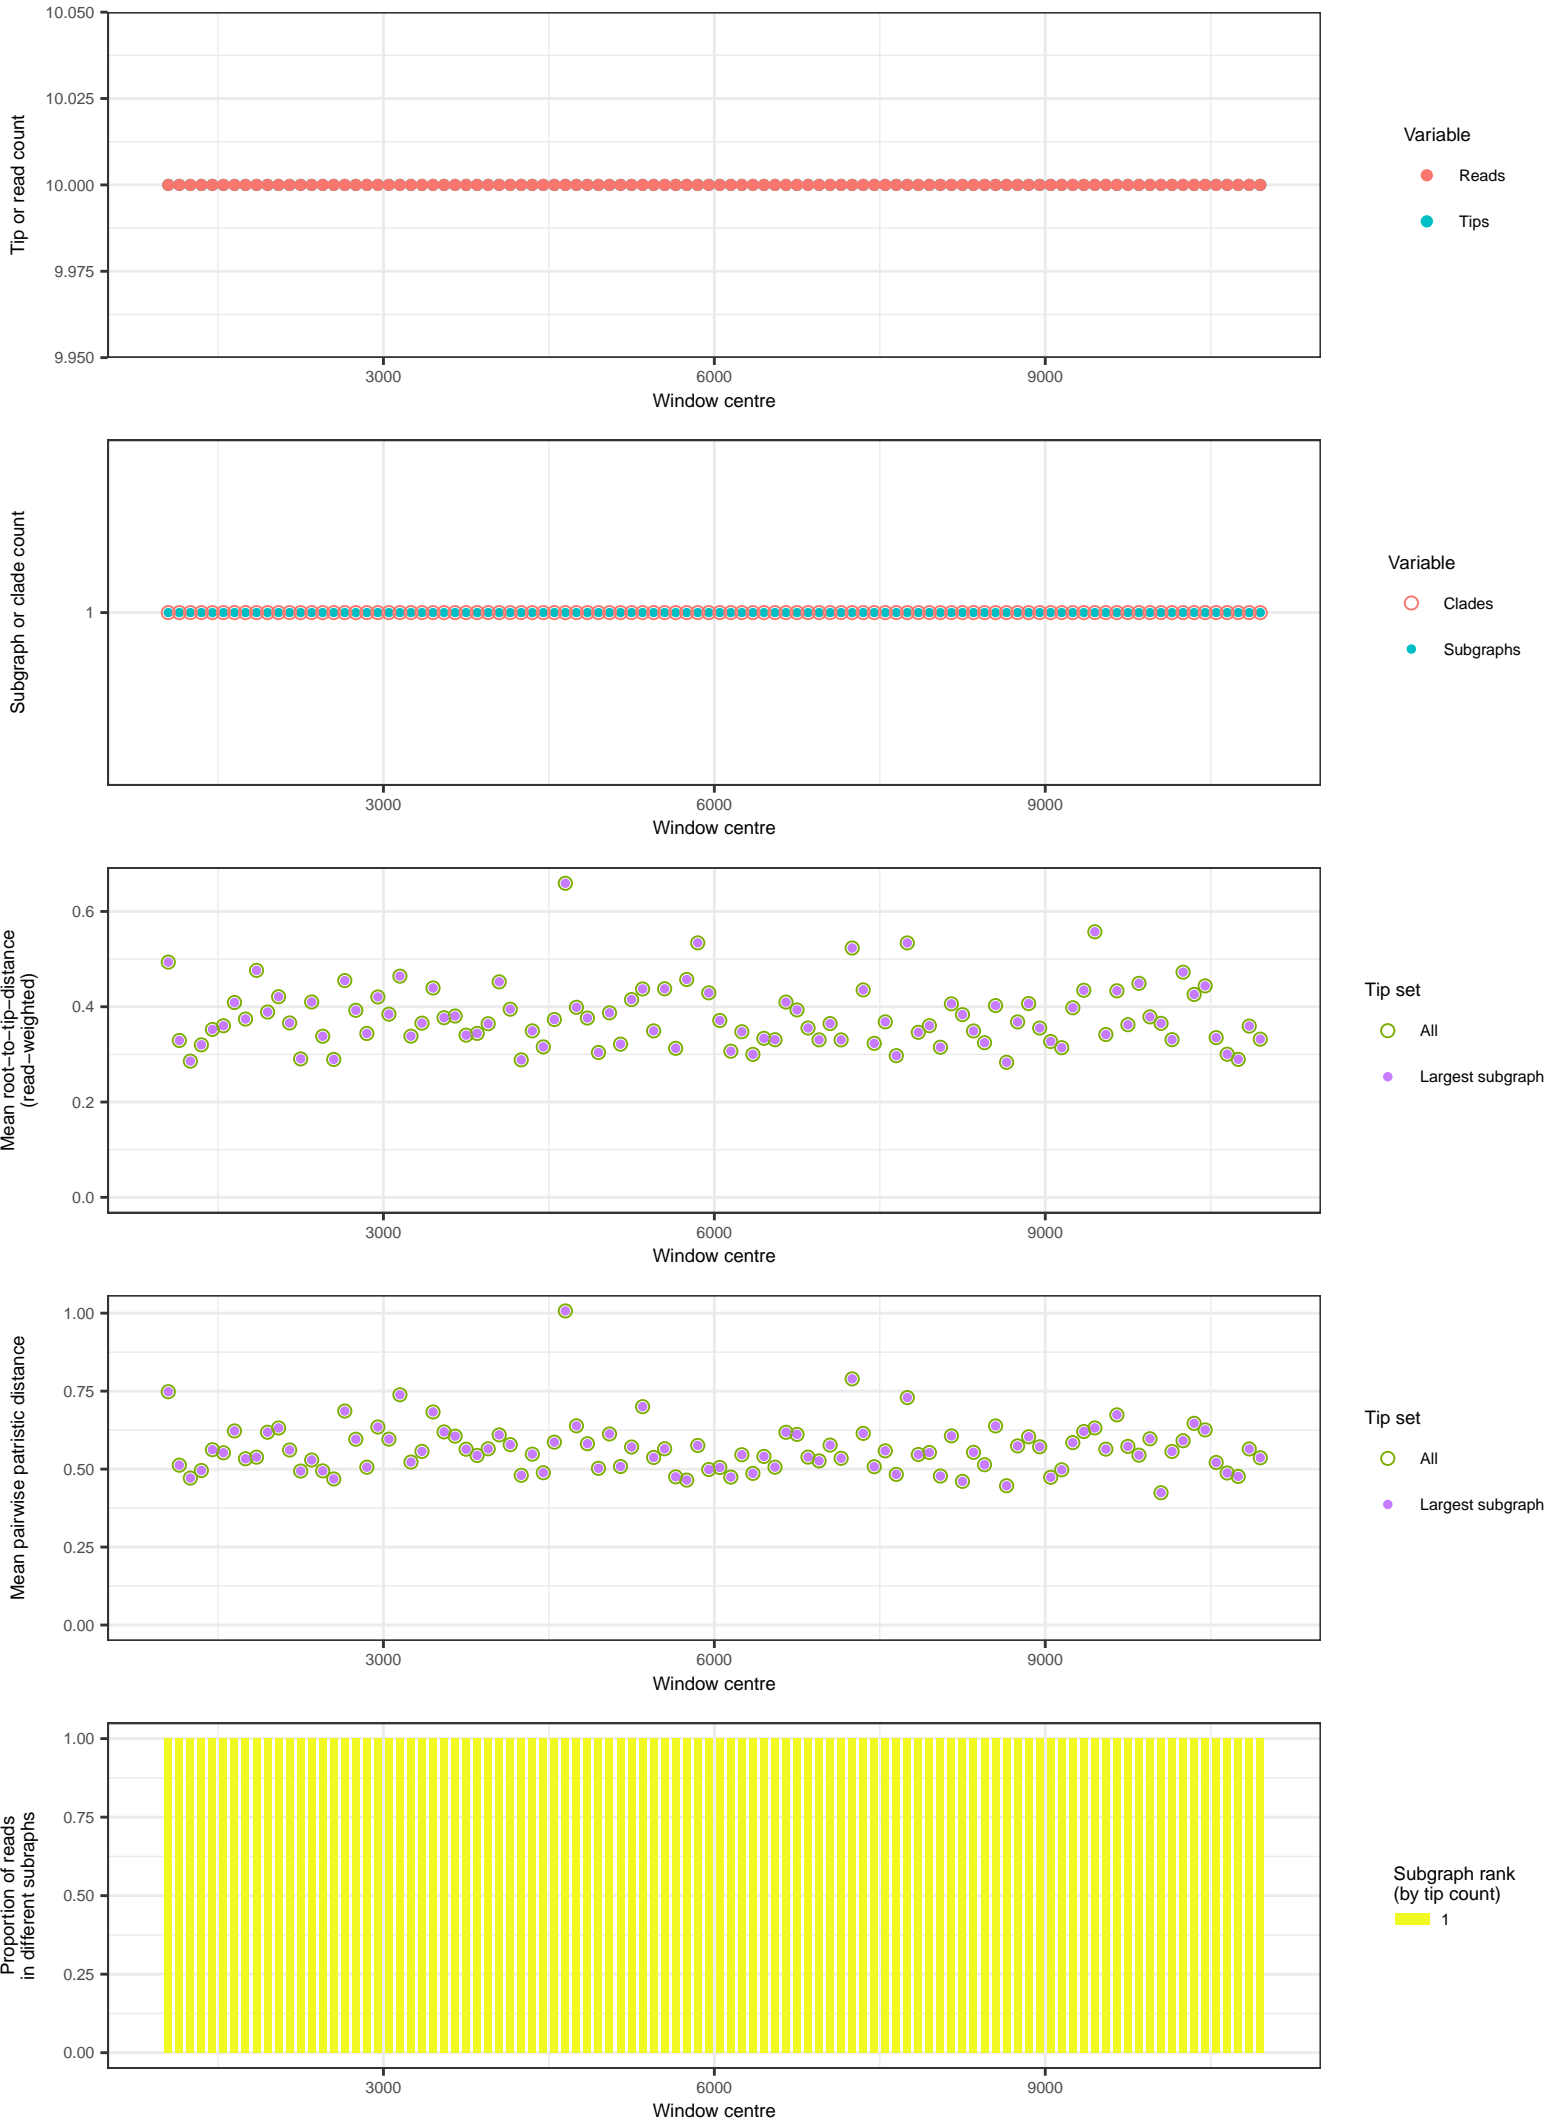 10.050
10.025
10.000
9.975
9.950
Tip or read count
3000 6000 9000
Window centre
Variable
Reads
Tips
1
Subgraph or clade count
3000 6000 9000
Window centre
Variable
Clades
Subgraphs
0.6
0.4
0.2
0.0
Mean root−to−tip−distance
(read−weighted)
3000 6000 9000
Window centre
Tip set
All
Largest subgraph
1.00
0.75
0.50
0.25
0.00
Mean pairwise patristic distance
3000 6000 9000
Window centre
Tip set
All
Largest subgraph
1.00
0.75
0.50
0.25
0.00
Proportion of reads
in different subraphs
3000 6000 9000
Window centre
Subgraph rank
(by tip count)
1